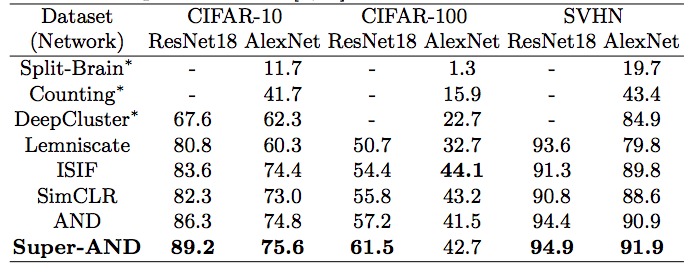 Dataset CIFAR-10 CIFAR-100 SVHN
(Network) ResNet18 AlexNet ResNet18 AlexNet ResNet18 AlexNet
Split-Brain* - 11.7 - 1.3 - 19.7
Counting* - 41.7 - 15.9 - 43.4
DeepCluster* 67.6 62.3 - 22.7 - 84.9
Lemniscate 80.8 60.3 50.7 32.7 93.6 79.8
ISIF 83.6 74.4 54.4 44.1 91.3 89.8
SimCLR 82.3 73.0 55.8 43.2 90.8 88.6
AND 86.3 74.8 57.2 41.5 94.4 90.9
Super-AND 89.2 75.6 61.5 42.7 94.9 91.9